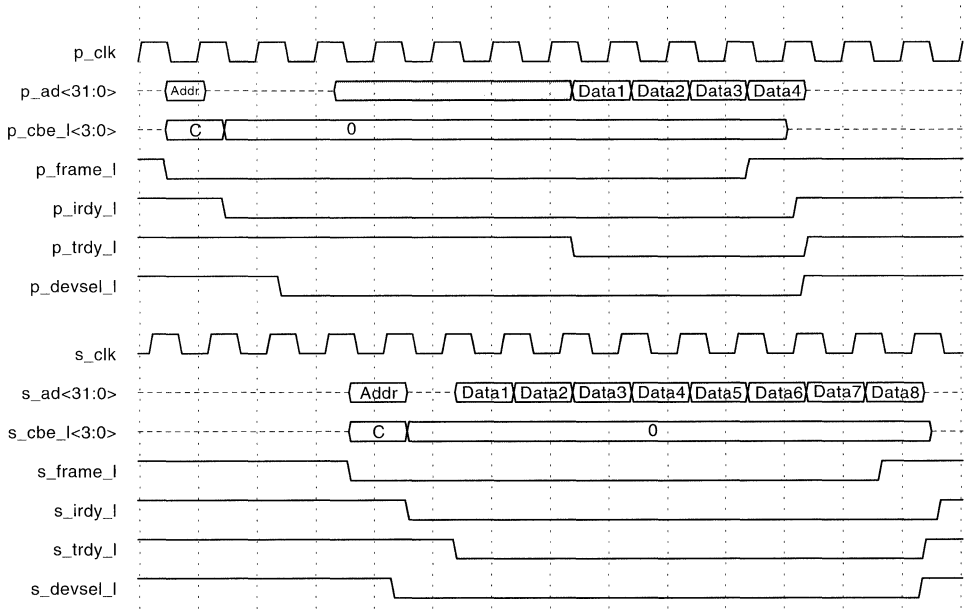 p_clk
p_ad<31:0> Addr Data1 Data2 Data3 Data4
p_cbe_l<3:0> C 0
p_frame_l
p_irdy_l
p_trdy_l
p_devsel_l
s_clk
s_ad<31:0> Addr Data1 Data2 Data3 Data4 Data5 Data6 Data7 Data8
s_cbe_l<3:0> C 0
s_frame_l
s_irdy_l
s_trdy_l
s_devsel_l